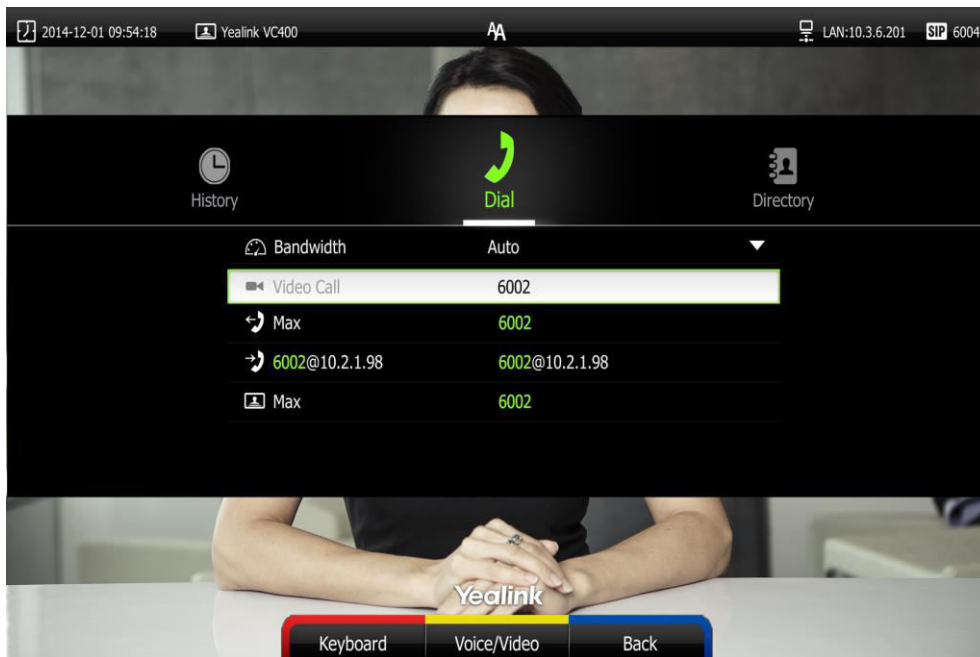 2014-12-01 09:54:18 Yealink VC400 AA LAN:10.3.6.201 SIP 6004
History Dial Directory
Bandwidth Auto
Video Call 6002
Max 6002
6002@10.2.1.98 6002@10.2.1.98
Max 6002
Yealink
Keyboard Voice/Video Back